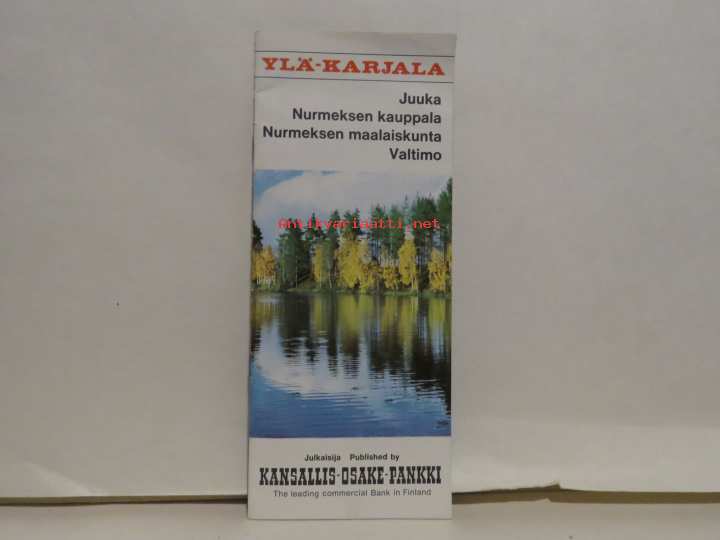 YLÄ-KARJALA
Juuka
Nurmeksen kauppala
Nurmeksen maalaiskunta
Valtimo
Antikvariaatti.net
Julkaisija Published by
KANSALLIS-OSAKE-PANKKI
The leading commercial Bank in Finland